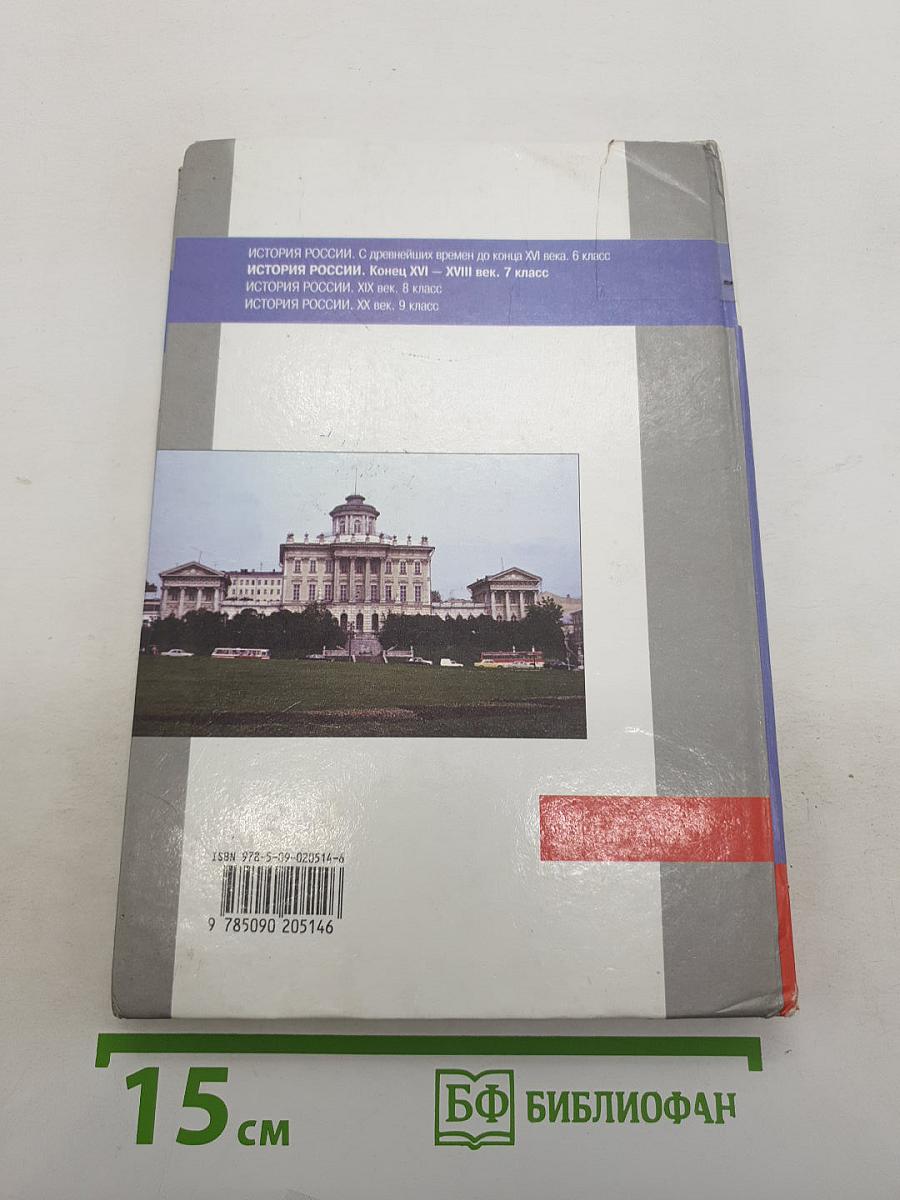 ИСТОРИЯ РОССИИ. С древнейших времен до конца XVI века. 6 класс
ИСТОРИЯ РОССИИ. Конец XVI – XVIII век. 7 класс
ИСТОРИЯ РОССИИ. XIX век. 8 класс
ИСТОРИЯ РОССИИ. XX век. 9 класс
ISBN 978-5-09-020514-6
9 785090 205146
15 см
БФ БИБЛИОФАН